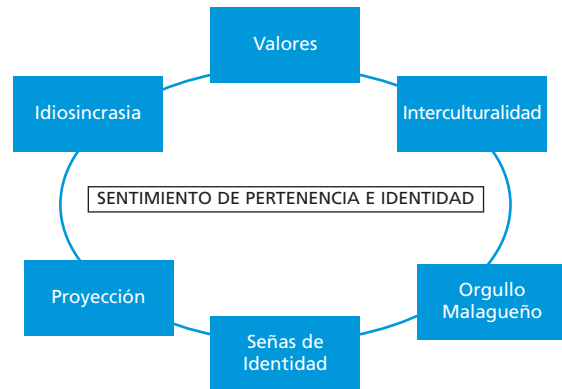 Valores
Idiosincrasia
Interculturalidad
SENTIMIENTO DE PERTENENCIA E IDENTIDAD
Proyección
Orgullo
Malagueño
Señas de
Identidad